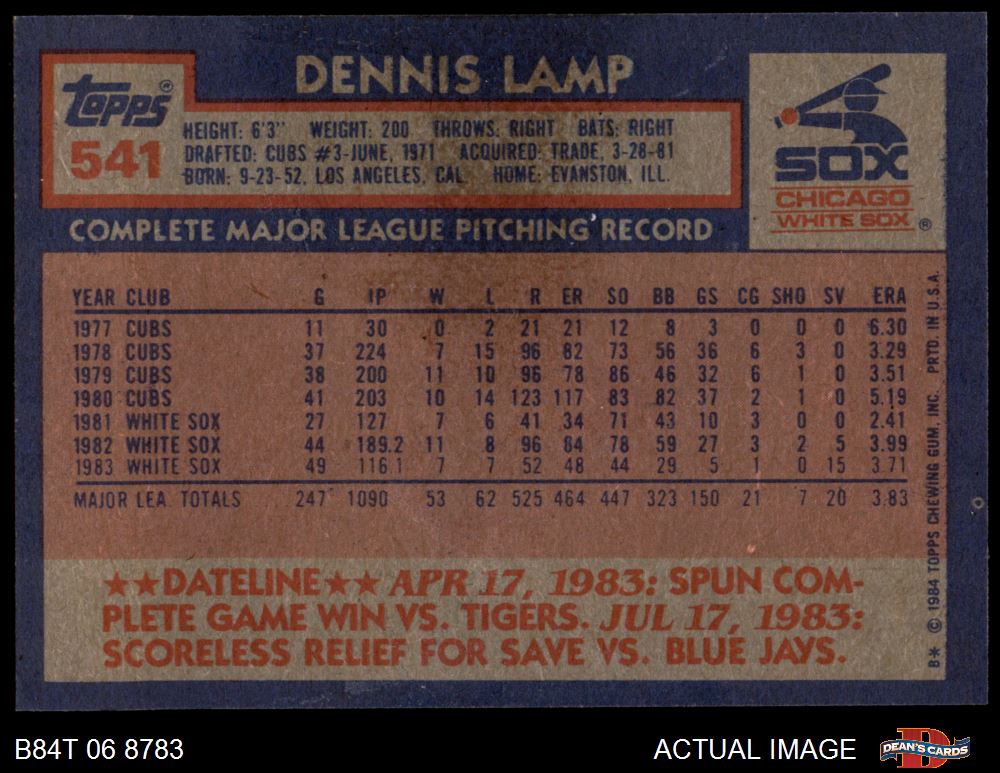 DENNIS LAMP
Topps®
541
HEIGHT: 6'3" WEIGHT: 200 THROWS: RIGHT BATS: RIGHT
DRAFTED: CUBS #3-JUNE, 1971 ACQUIRED: TRADE, 3-28-81
BORN: 9-23-52, LOS ANGELES, CAL HOME: EVANSTON, ILL.
SOX
CHICAGO
WHITE SOX ®
COMPLETE MAJOR LEAGUE PITCHING RECORD
YEAR CLUB G IP W L R ER SO BB GS CG SHO SV ERA
1977 CUBS 11 30 0 2 21 21 12 8 3 0 0 0 6.30
1978 CUBS 37 224 7 15 96 82 73 56 36 6 3 0 3.29
1979 CUBS 38 200 11 10 96 78 86 46 32 6 1 0 3.51
1980 CUBS 41 203 10 14 123 117 83 82 37 2 1 0 5.19
1981 WHITE SOX 27 127 7 6 41 34 71 43 10 3 0 0 2.41
1982 WHITE SOX 44 189.2 11 8 96 84 78 59 27 3 2 5 3.99
1983 WHITE SOX 49 116.1 7 7 52 48 44 29 5 1 0 15 3.71
MAJOR LEA. TOTALS 247 1090 53 62 525 464 447 323 150 21 7 20 3.83
★★DATELINE★★ APR 17, 1983: SPUN COM-
PLETE GAME WIN VS. TIGERS. JUL 17, 1983:
SCORELESS RELIEF FOR SAVE VS. BLUE JAYS.
B* © 1984 TOPPS CHEWING GUM, INC. PRTD. IN U.S.A.
B84T 06 8783
ACTUAL IMAGE
DEAN'S CARDS